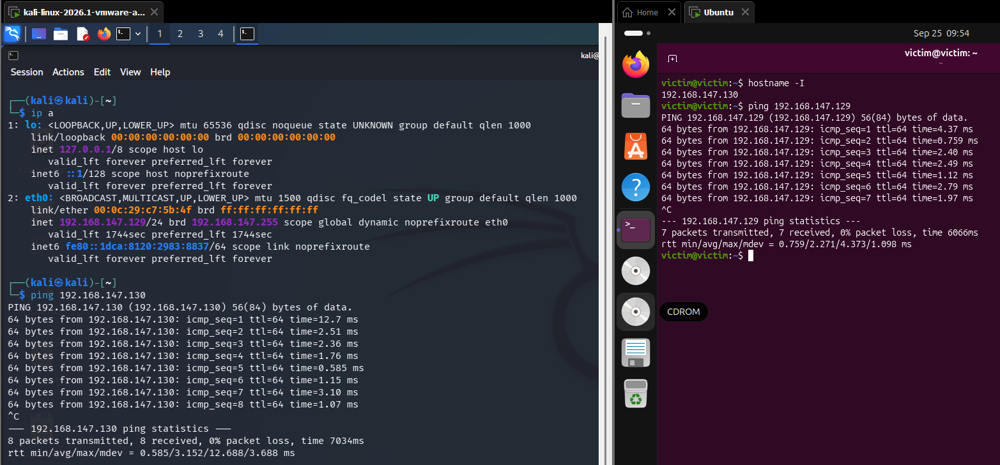 kali-linux-2026.1-vmware-a...
1 2 3 4
kali@
Session Actions Edit View Help
┌──(kali㉿kali)-[~]
└─$ ip a
1: lo: <LOOPBACK,UP,LOWER_UP> mtu 65536 qdisc noqueue state UNKNOWN group default qlen 1000
    link/loopback 00:00:00:00:00:00 brd 00:00:00:00:00:00
    inet 127.0.0.1/8 scope host lo
       valid_lft forever preferred_lft forever
    inet6 ::1/128 scope host noprefixroute
       valid_lft forever preferred_lft forever
2: eth0: <BROADCAST,MULTICAST,UP,LOWER_UP> mtu 1500 qdisc fq_codel state UP group default qlen 1000
    link/ether 00:0c:29:c7:5b:4f brd ff:ff:ff:ff:ff:ff
    inet 192.168.147.129/24 brd 192.168.147.255 scope global dynamic noprefixroute eth0
       valid_lft 1744sec preferred_lft 1744sec
    inet6 fe80::1dca:8120:2983:8837/64 scope link noprefixroute
       valid_lft forever preferred_lft forever
┌──(kali㉿kali)-[~]
└─$ ping 192.168.147.130
PING 192.168.147.130 (192.168.147.130) 56(84) bytes of data.
64 bytes from 192.168.147.130: icmp_seq=1 ttl=64 time=12.7 ms
64 bytes from 192.168.147.130: icmp_seq=2 ttl=64 time=2.51 ms
64 bytes from 192.168.147.130: icmp_seq=3 ttl=64 time=2.36 ms
64 bytes from 192.168.147.130: icmp_seq=4 ttl=64 time=1.76 ms
64 bytes from 192.168.147.130: icmp_seq=5 ttl=64 time=0.585 ms
64 bytes from 192.168.147.130: icmp_seq=6 ttl=64 time=1.15 ms
64 bytes from 192.168.147.130: icmp_seq=7 ttl=64 time=3.10 ms
64 bytes from 192.168.147.130: icmp_seq=8 ttl=64 time=1.07 ms
^C
--- 192.168.147.130 ping statistics ---
8 packets transmitted, 8 received, 0% packet loss, time 7034ms
rtt min/avg/max/mdev = 0.585/3.152/12.688/3.688 ms
Home
Ubuntu
Sep 25 09:54
victim@victim: ~
~
victim@victim:~$ hostname -I
192.168.147.130
victim@victim:~$ ping 192.168.147.129
PING 192.168.147.129 (192.168.147.129) 56(84) bytes of data.
64 bytes from 192.168.147.129: icmp_seq=1 ttl=64 time=4.37 ms
64 bytes from 192.168.147.129: icmp_seq=2 ttl=64 time=0.759 ms
64 bytes from 192.168.147.129: icmp_seq=3 ttl=64 time=2.40 ms
64 bytes from 192.168.147.129: icmp_seq=4 ttl=64 time=2.49 ms
64 bytes from 192.168.147.129: icmp_seq=5 ttl=64 time=1.12 ms
64 bytes from 192.168.147.129: icmp_seq=6 ttl=64 time=2.79 ms
64 bytes from 192.168.147.129: icmp_seq=7 ttl=64 time=1.97 ms
^C
--- 192.168.147.129 ping statistics ---
7 packets transmitted, 7 received, 0% packet loss, time 6066ms
rtt min/avg/max/mdev = 0.759/2.271/4.373/1.098 ms
victim@victim:~$
CDROM